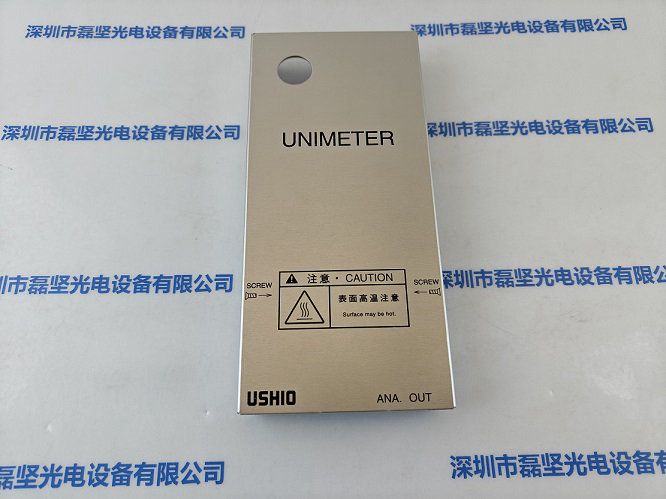 深圳市磊坚光电设备有限公司
深圳市磊坚光电设备有限公司
深圳市磊坚光电设备有限公司
深圳市磊坚光电设备有限公司
UNIMETER
圳市磊坚光电设备有限公司
圳市磊坚光电设备有限公司
注意・CAUTION
SCREW
SCREW
表面高温注意
Surface may be hot.
USHIO
ANA. OUT
磊坚光电设备有限公司
深圳市磊坚光电设备有限公司